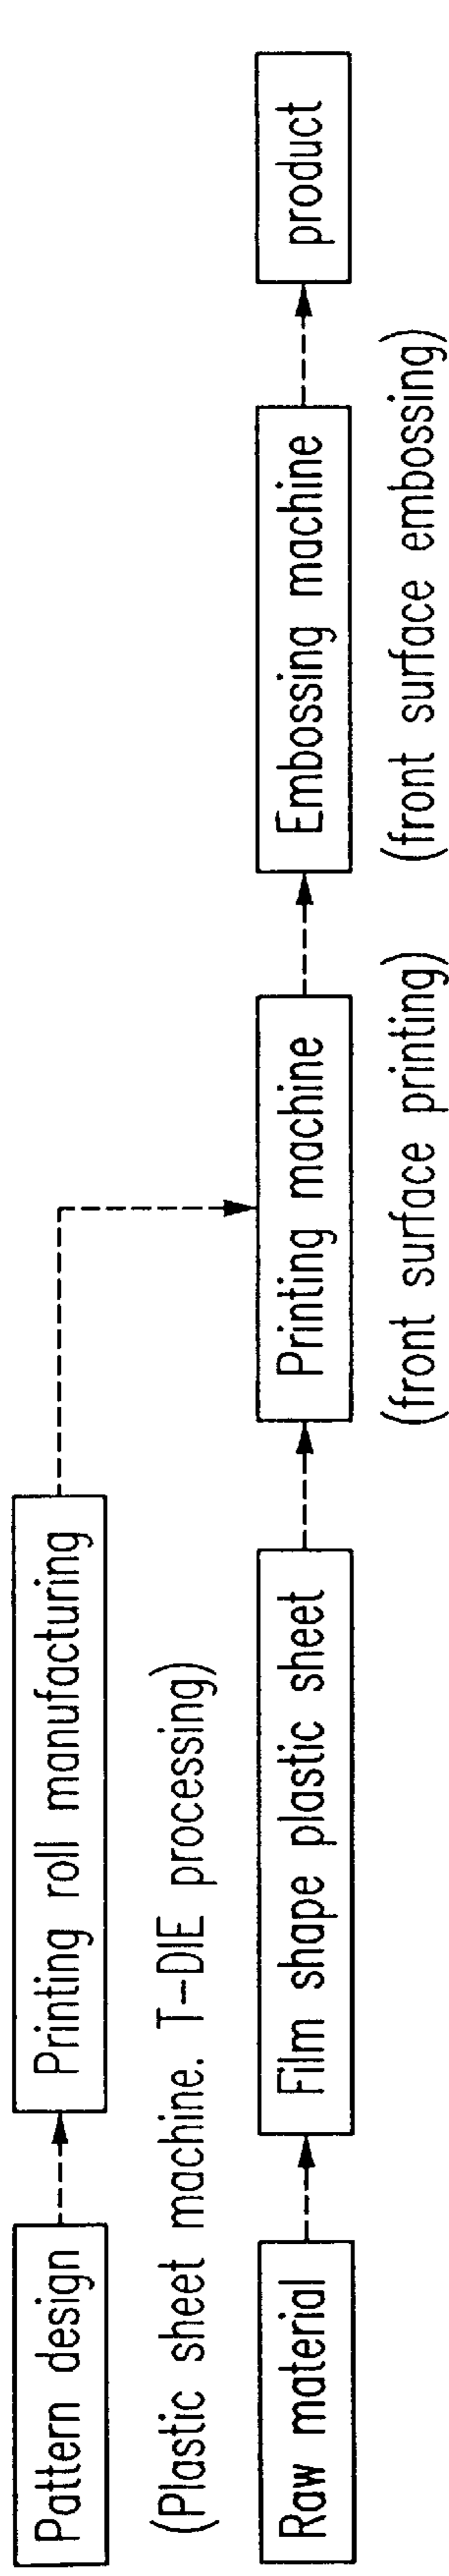 Pattern design
Printing roll manufacturing
(Plastic sheet machine. T-DIE processing)
Raw material
Film shape plastic sheet
Printing machine
Embossing machine
product
(front surface printing)
(front surface embossing)